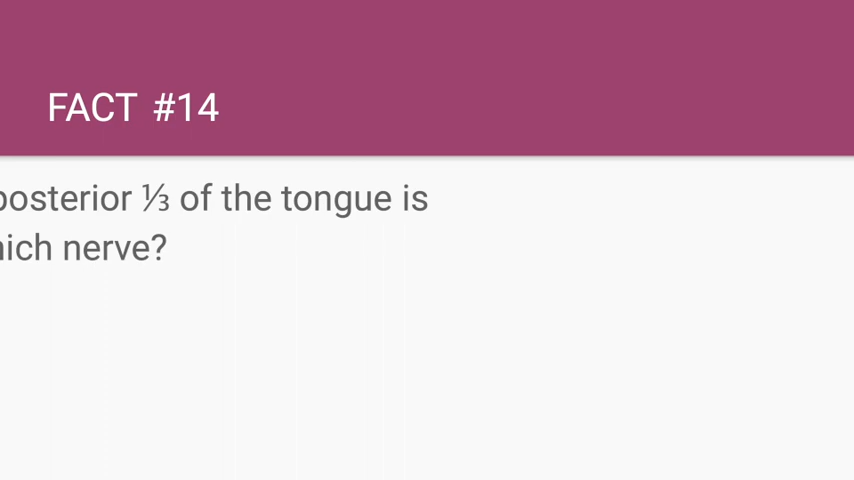 FACT #14
posterior ⅓ of the tongue is
nerve?